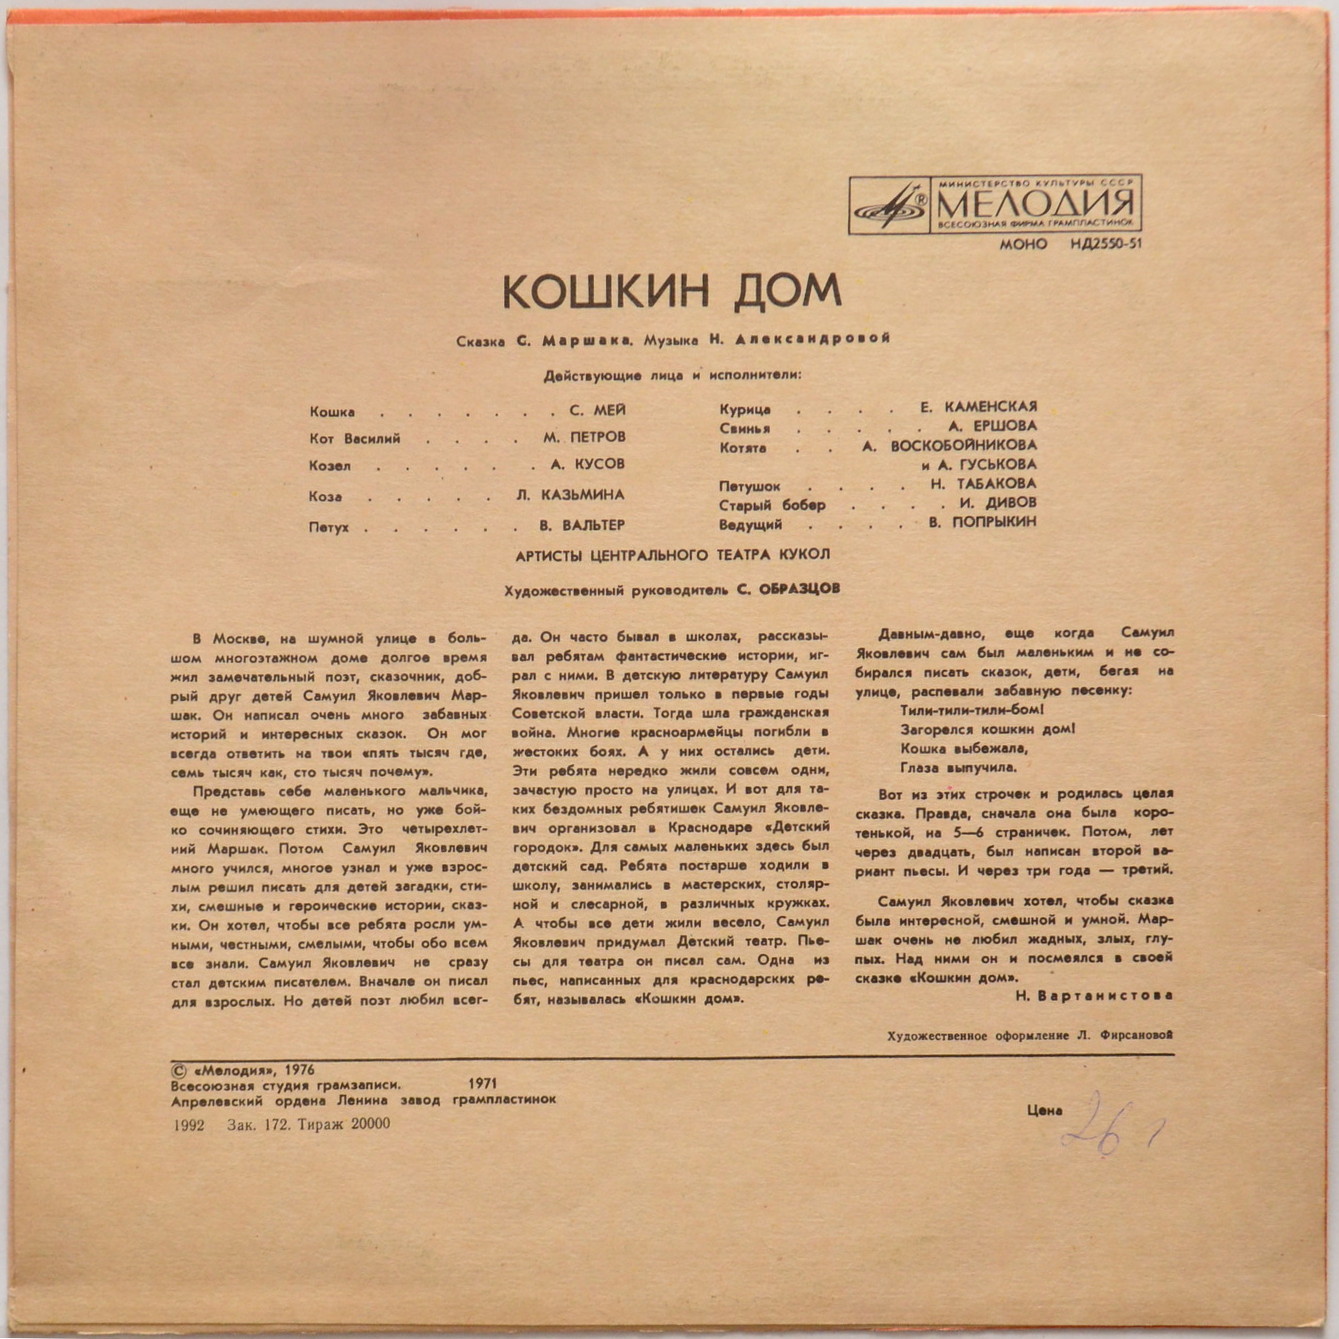 МИНИСТЕРСТВО КУЛЬТУРЫ СССР
МЕЛОДИЯ
ВСЕСОЮЗНАЯ ФИРМА ГРАМПЛАСТИНОК
МОНО НД2550-51
КОШКИН ДОМ
Сказка С. Маршака. Музыка Н. Александровой
Действующие лица и исполнители:
Кошка . . . . . . . С. МЕЙ
Кот Василий . . . . М. ПЕТРОВ
Козел . . . . . . А. КУСОВ
Коза . . . . . Л. КАЗЬМИНА
Петух . . . . . . В. ВАЛЬТЕР
Курица . . . . Е. КАМЕНСКАЯ
Свинья . . . . . А. ЕРШОВА
Котята . . А. ВОСКОБОЙНИКОВА
и А. ГУСЬКОВА
Петушок . . . . Н. ТАБАКОВА
Старый бобер . . . . И. ДИВОВ
Ведущий . . . . В. ПОПРЫКИН
АРТИСТЫ ЦЕНТРАЛЬНОГО ТЕАТРА КУКОЛ
Художественный руководитель С. ОБРАЗЦОВ
В Москве, на шумной улице в боль-
шом многоэтажном доме долгое время
жил замечательный поэт, сказочник, доб-
рый друг детей Самуил Яковлевич Мар-
шак. Он написал очень много забавных
историй и интересных сказок. Он мог
всегда ответить на твои «пять тысяч где,
семь тысяч как, сто тысяч почему».
Представь себе маленького мальчика,
еще не умеющего писать, но уже бой-
ко сочиняющего стихи. Это четырехлет-
ний Маршак. Потом Самуил Яковлевич
много учился, многое узнал и уже взрос-
лым решил писать для детей загадки, сти-
хи, смешные и героические истории, сказ-
ки. Он хотел, чтобы все ребята росли ум-
ными, честными, смелыми, чтобы обо всем
все знали. Самуил Яковлевич не сразу
стал детским писателем. Вначале он писал
для взрослых. Но детей поэт любил всег-
да. Он часто бывал в школах, рассказы-
вал ребятам фантастические истории, иг-
рал с ними. В детскую литературу Самуил
Яковлевич пришел только в первые годы
Советской власти. Тогда шла гражданская
война. Многие красноармейцы погибли в
жестоких боях. А у них остались дети.
Эти ребята нередко жили совсем одни,
зачастую просто на улицах. И вот для та-
ких бездомных ребятишек Самуил Яковле-
вич организовал в Краснодаре «Детский
городок». Для самых маленьких здесь был
детский сад. Ребята постарше ходили в
школу, занимались в мастерских, столяр-
ной и слесарной, в различных кружках.
А чтобы все дети жили весело, Самуил
Яковлевич придумал Детский театр. Пье-
сы для театра он писал сам. Одна из
пьес, написанных для краснодарских ре-
бят, называлась «Кошкин дом».
Давным-давно, еще когда Самуил
Яковлевич сам был маленьким и не со-
бирался писать сказок, дети, бегая на
улице, распевали забавную песенку:
Тили-тили-тили-бом!
Загорелся кошкин дом!
Кошка выбежала,
Глаза выпучила.
Вот из этих строчек и родилась целая
сказка. Правда, сначала она была коро-
тенькой, на 5—6 страничек. Потом, лет
через двадцать, был написан второй ва-
риант пьесы. И через три года — третий.
Самуил Яковлевич хотел, чтобы сказка
была интересной, смешной и умной. Мар-
шак очень не любил жадных, злых, глу-
пых. Над ними он и посмеялся в своей
сказке «Кошкин дом».
Н. Вартанистова
Художественное оформление Л. Фирсановой
© «Мелодия», 1976
Всесоюзная студия грамзаписи. 1971
Апрелевский ордена Ленина завод грампластинок
1992 Зак. 172. Тираж 20000
Цена 26